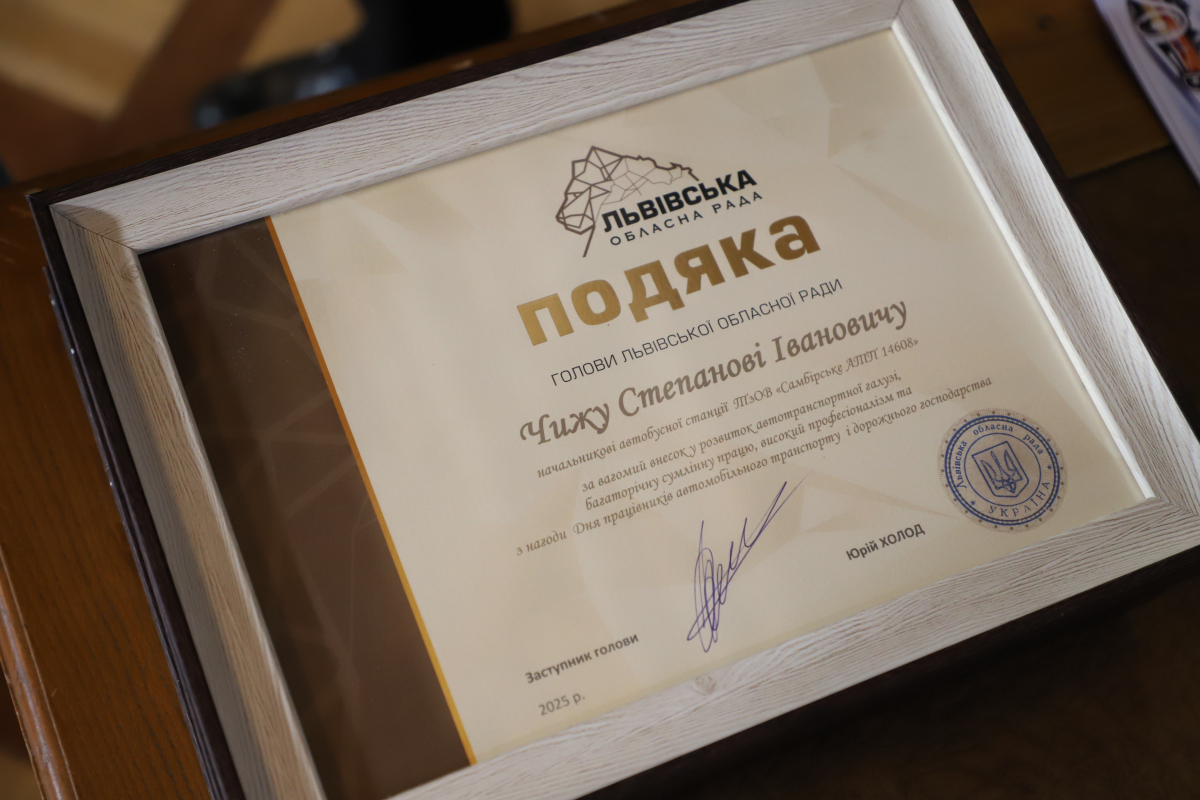 ЛЬВІВСЬКА
ОБЛАСНА РАДА
ПОДЯКА
ГОЛОВИ ЛЬВІВСЬКОЇ ОБЛАСНОЇ РАДИ
Чижу Степанові Івановичу
начальникові автобусної станції ТзОВ «Самбірське АТП 14608»
за вагомий внесок у розвиток автотранспортної галузі,
багаторічну сумлінну працю, високий професіоналізм та
з нагоди Дня працівників автомобільного транспорту і дорожнього господарства
Львівська обласна рада
УКРАЇНА
Заступник голови
Юрій ХОЛОД
2025 р.